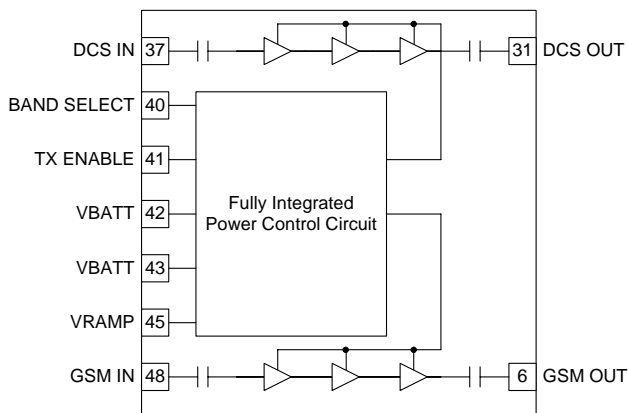 DCS IN 37
31 DCS OUT
BAND SELECT 40
TX ENABLE 41
VBATT 42
VBATT 43
VRAMP 45
Fully Integrated
Power Control Circuit
GSM IN 48
6 GSM OUT